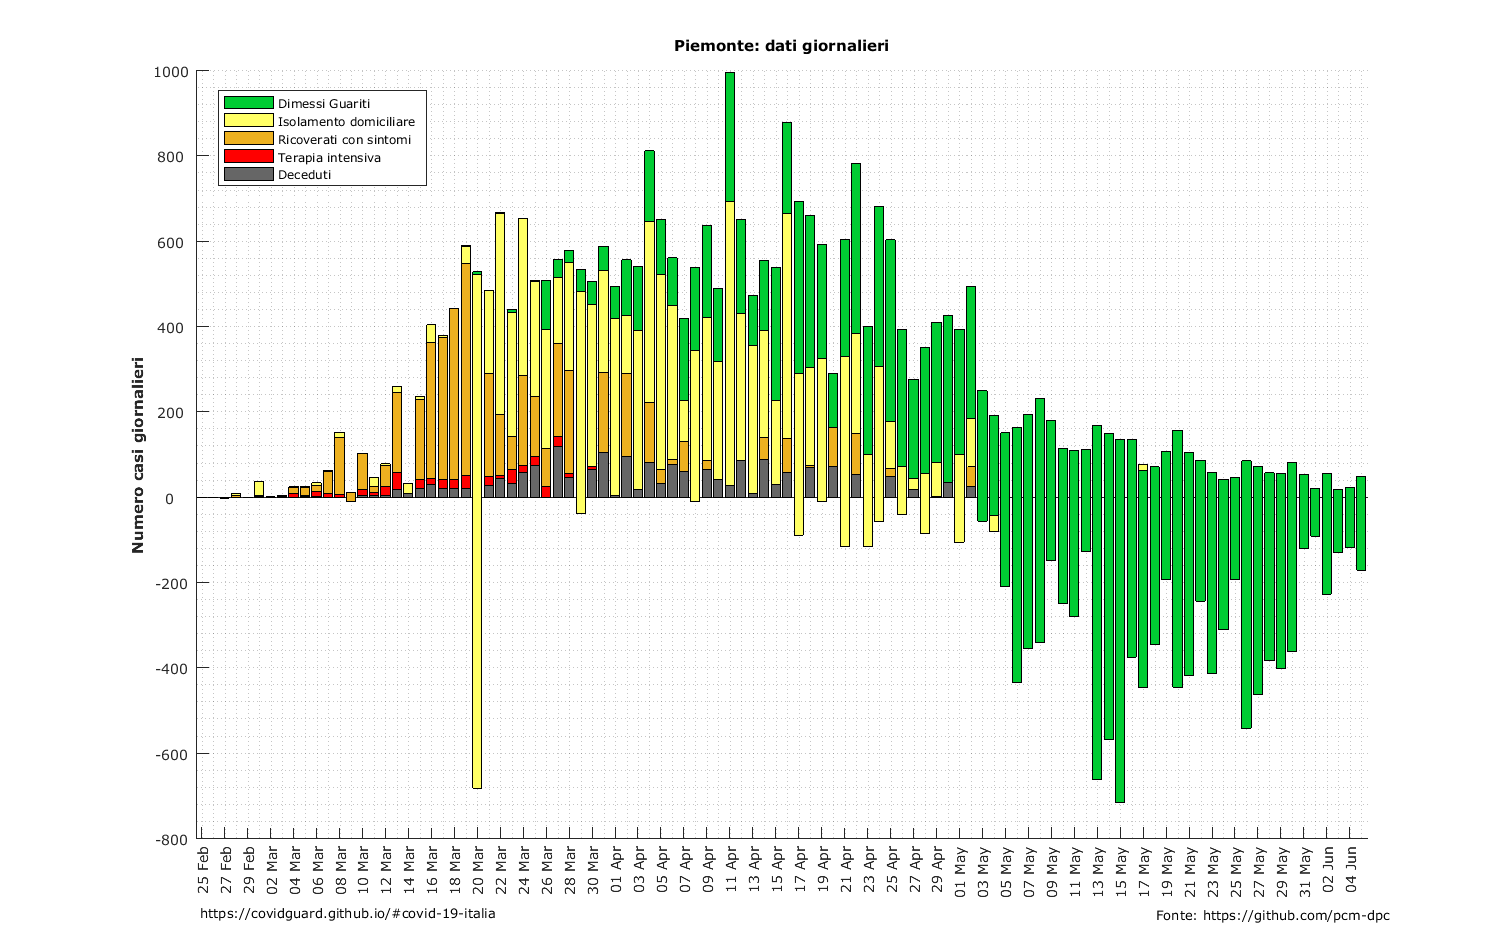 Piemonte: dati giornalieri
Numero casi giornalieri
1000
800
600
400
200
0
-200
-400
-600
-800
Dimessi Guariti
Isolamento domiciliare
Ricoverati con sintomi
Terapia intensiva
Deceduti
25 Feb
27 Feb
29 Feb
02 Mar
04 Mar
06 Mar
08 Mar
10 Mar
12 Mar
14 Mar
16 Mar
18 Mar
20 Mar
22 Mar
24 Mar
26 Mar
28 Mar
30 Mar
01 Apr
03 Apr
05 Apr
07 Apr
09 Apr
11 Apr
13 Apr
15 Apr
17 Apr
19 Apr
21 Apr
23 Apr
25 Apr
27 Apr
29 Apr
01 May
03 May
05 May
07 May
09 May
11 May
13 May
15 May
17 May
19 May
21 May
23 May
25 May
27 May
29 May
31 May
02 Jun
04 Jun
https://covidguard.github.io/#covid-19-italia
Fonte: https://github.com/pcm-dpc